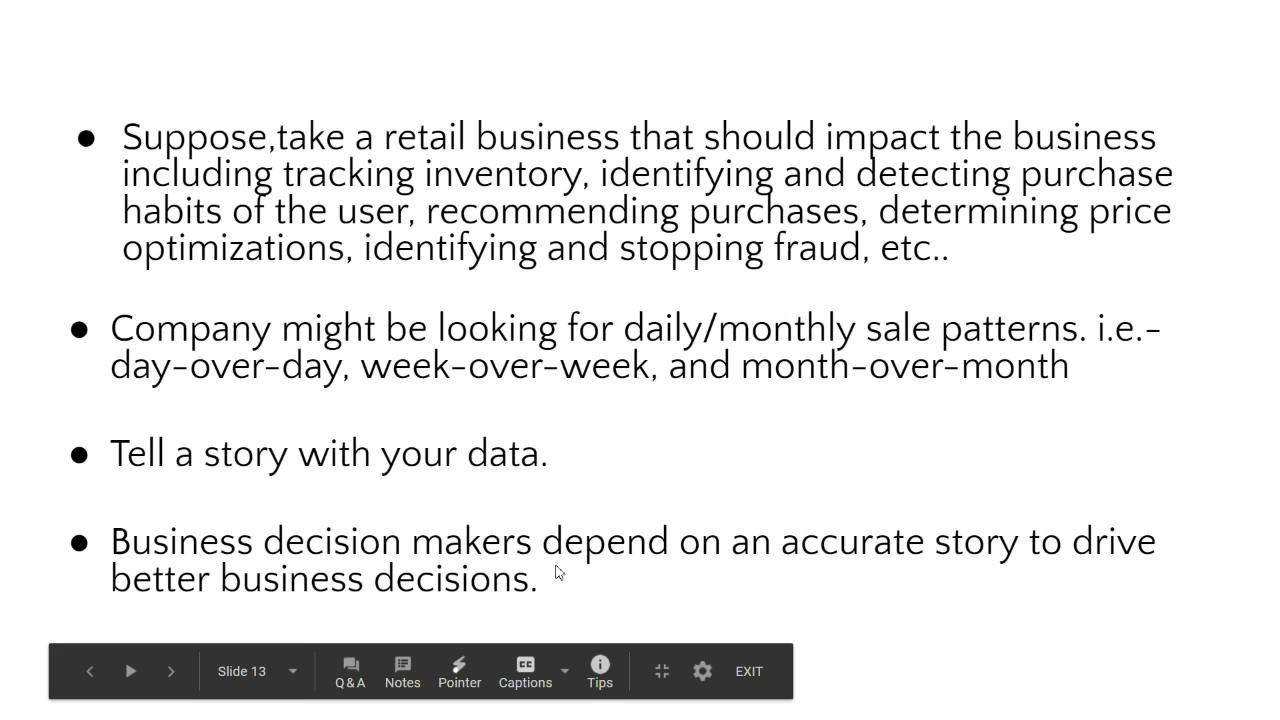 ● Suppose,take a retail business that should impact the business
including tracking inventory, identifying and detecting purchase
habits of the user, recommending purchases, determining price
optimizations, identifying and stopping fraud, etc..
● Company might be looking for daily/monthly sale patterns. i.e.-
day-over-day, week-over-week, and month-over-month
● Tell a story with your data.
● Business decision makers depend on an accurate story to drive
better business decisions.
Slide 13 Q&A Notes Pointer CC Captions Tips EXIT